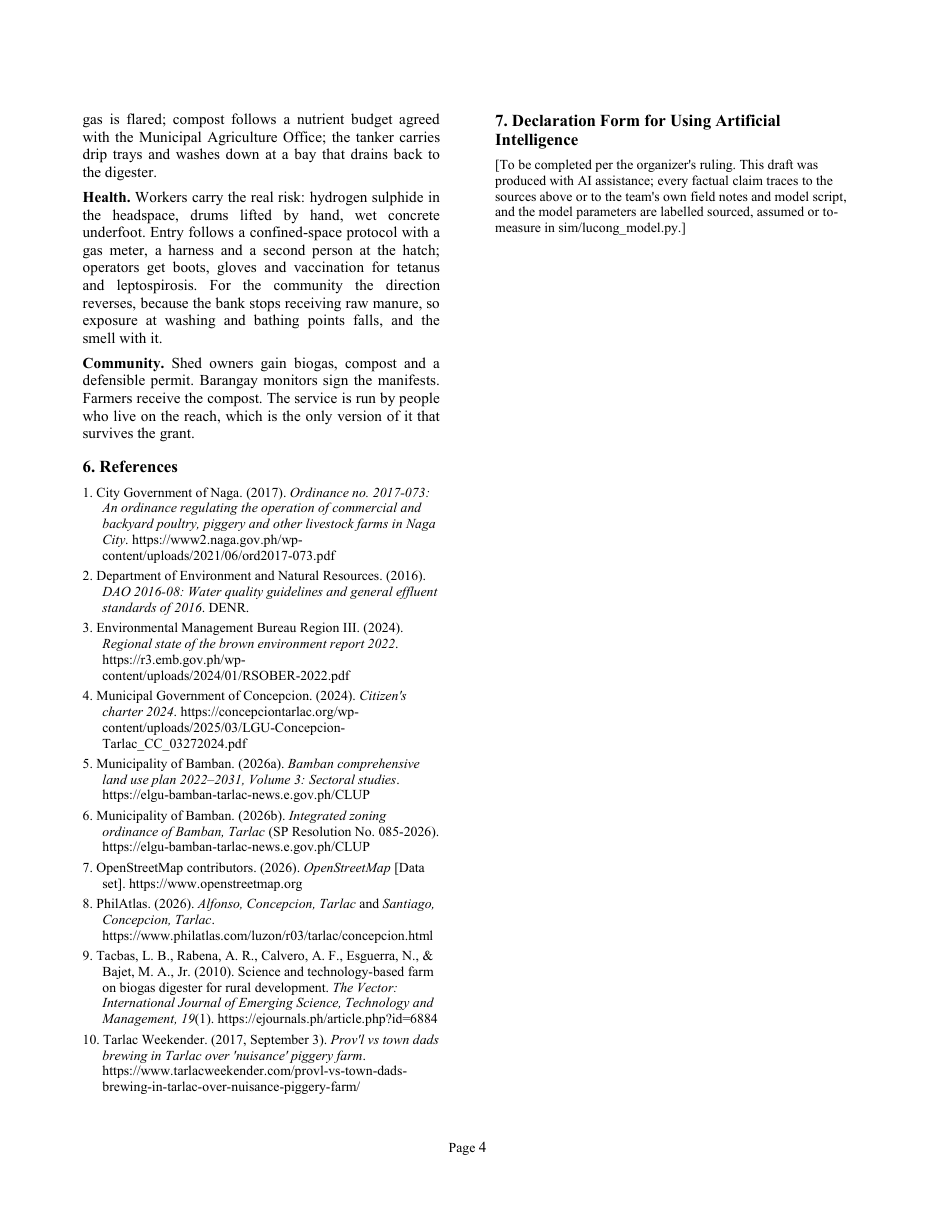 gas is flared; compost follows a nutrient budget agreed
with the Municipal Agriculture Office; the tanker carries
drip trays and washes down at a bay that drains back to
the digester.
Health. Workers carry the real risk: hydrogen sulphide in
the headspace, drums lifted by hand, wet concrete
underfoot. Entry follows a confined-space protocol with a
gas meter, a harness and a second person at the hatch;
operators get boots, gloves and vaccination for tetanus
and leptospirosis. For the community the direction
reverses, because the bank stops receiving raw manure, so
exposure at washing and bathing points falls, and the
smell with it.
Community. Shed owners gain biogas, compost and a
defensible permit. Barangay monitors sign the manifests.
Farmers receive the compost. The service is run by people
who live on the reach, which is the only version of it that
survives the grant.
6. References
1. City Government of Naga. (2017). Ordinance no. 2017-073:
An ordinance regulating the operation of commercial and
backyard poultry, piggery and other livestock farms in Naga
City. https://www2.naga.gov.ph/wp-
content/uploads/2021/06/ord2017-073.pdf
2. Department of Environment and Natural Resources. (2016).
DAO 2016-08: Water quality guidelines and general effluent
standards of 2016. DENR.
3. Environmental Management Bureau Region III. (2024).
Regional state of the brown environment report 2022.
https://r3.emb.gov.ph/wp-
content/uploads/2024/01/RSOBER-2022.pdf
4. Municipal Government of Concepcion. (2024). Citizen's
charter 2024. https://concepciontarlac.org/wp-
content/uploads/2025/03/LGU-Concepcion-
Tarlac_CC_03272024.pdf
5. Municipality of Bamban. (2026a). Bamban comprehensive
land use plan 2022–2031, Volume 3: Sectoral studies.
https://elgu-bamban-tarlac-news.e.gov.ph/CLUP
6. Municipality of Bamban. (2026b). Integrated zoning
ordinance of Bamban, Tarlac (SP Resolution No. 085-2026).
https://elgu-bamban-tarlac-news.e.gov.ph/CLUP
7. OpenStreetMap contributors. (2026). OpenStreetMap [Data
set]. https://www.openstreetmap.org
8. PhilAtlas. (2026). Alfonso, Concepcion, Tarlac and Santiago,
Concepcion, Tarlac.
https://www.philatlas.com/luzon/r03/tarlac/concepcion.html
9. Tacbas, L. B., Rabena, A. R., Calvero, A. F., Esguerra, N., &
Bajet, M. A., Jr. (2010). Science and technology-based farm
on biogas digester for rural development. The Vector:
International Journal of Emerging Science, Technology and
Management, 19(1). https://ejournals.ph/article.php?id=6884
10. Tarlac Weekender. (2017, September 3). Prov'l vs town dads
brewing in Tarlac over 'nuisance' piggery farm.
https://www.tarlacweekender.com/provl-vs-town-dads-
brewing-in-tarlac-over-nuisance-piggery-farm/
7. Declaration Form for Using Artificial
Intelligence
[To be completed per the organizer's ruling. This draft was
produced with AI assistance; every factual claim traces to the
sources above or to the team's own field notes and model script,
and the model parameters are labelled sourced, assumed or to-
measure in sim/lucong_model.py.]
Page 4